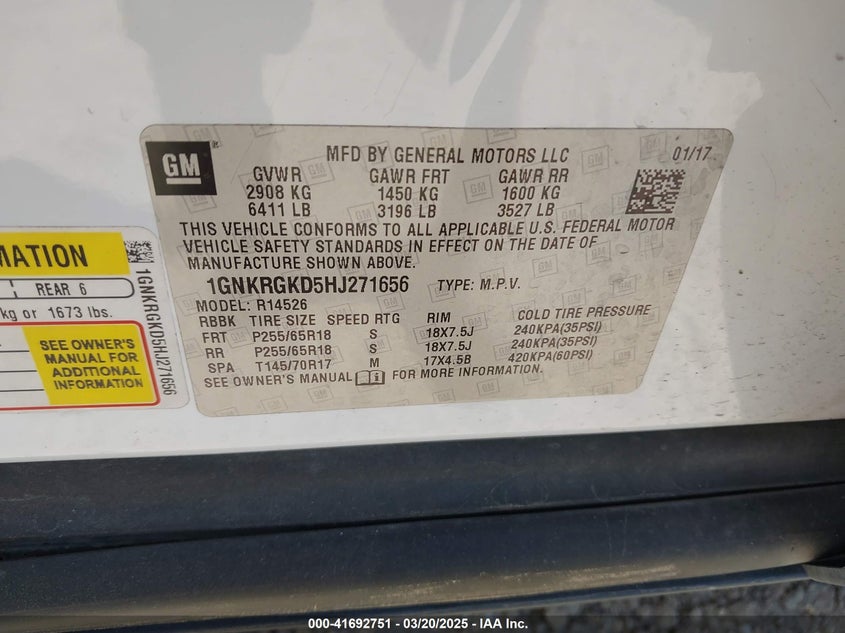 GM
MFD BY GENERAL MOTORS LLC 01/17
GVWR GAWR FRT GAWR RR
2908 KG 1450 KG 1600 KG
6411 LB 3196 LB 3527 LB
THIS VEHICLE CONFORMS TO ALL APPLICABLE U.S. FEDERAL MOTOR
VEHICLE SAFETY STANDARDS IN EFFECT ON THE DATE OF
MANUFACTURE SHOWN ABOVE.
1GNKRGKD5HJ271656 TYPE: M.P.V.
MODEL: R14526
RBBK TIRE SIZE SPEED RTG RIM COLD TIRE PRESSURE
FRT P255/65R18 S 18X7.5J 240KPA(35PSI)
RR P255/65R18 S 18X7.5J 240KPA(35PSI)
SPA T145/70R17 M 17X4.5B 420KPA(60PSI)
SEE OWNER'S MANUAL FOR MORE INFORMATION.
MATION
REAR 6
kg or 1673 lbs.
SEE OWNER'S
MANUAL FOR
ADDITIONAL
INFORMATION
1GNKRGKD5HJ271656
000-41692751 - 03/20/2025 - IAA Inc.